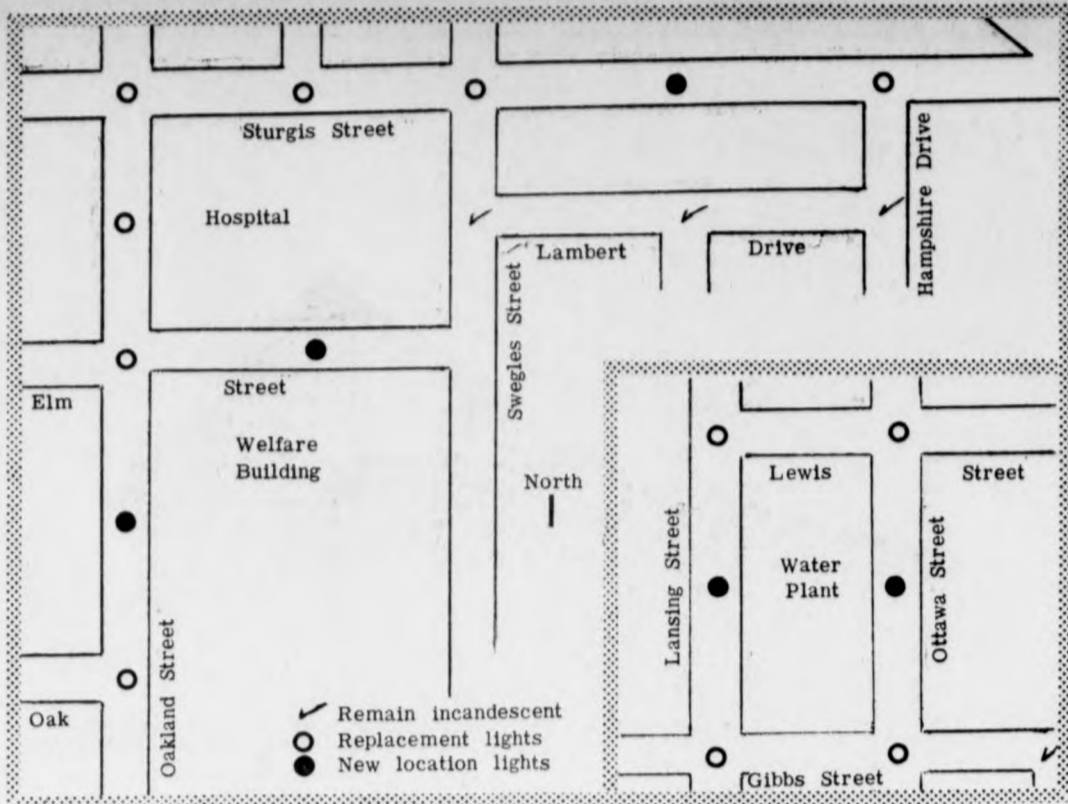 Sturgis Street
Hampshire Drive
Hospital
Lambert
Drive
Swegles Street
Street
Elm
Welfare
Building
North
Lewis
Street
Lansing Street
Water
Plant
Ottawa Street
Oakland Street
Oak
Remain incandescent
Replacement lights
New location lights
Gibbs Street